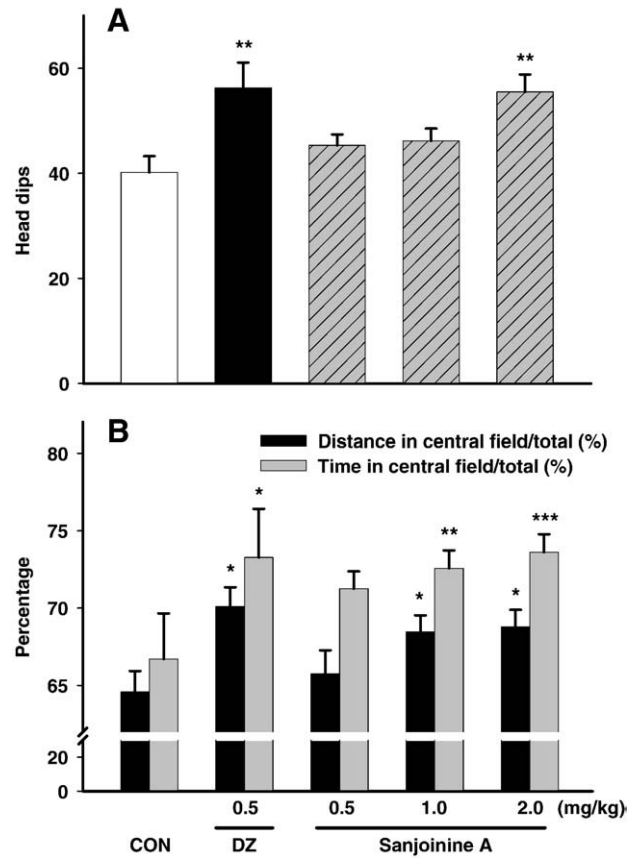 A
Head dips
60
40
20
0
**
**
B
Distance in central field/total (%)
Time in central field/total (%)
Percentage
80
75
70
65
20
0
*
*
*
**
*
***
0.5 0.5 1.0 2.0 (mg/kg)
CON DZ Sanjoinine A